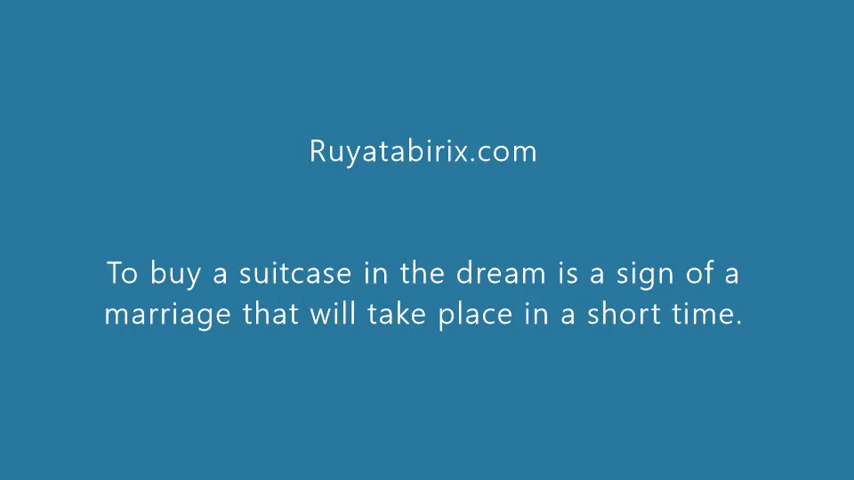 Ruyatabirix.com
To buy a suitcase in the dream is a sign of a
marriage that will take place in a short time.